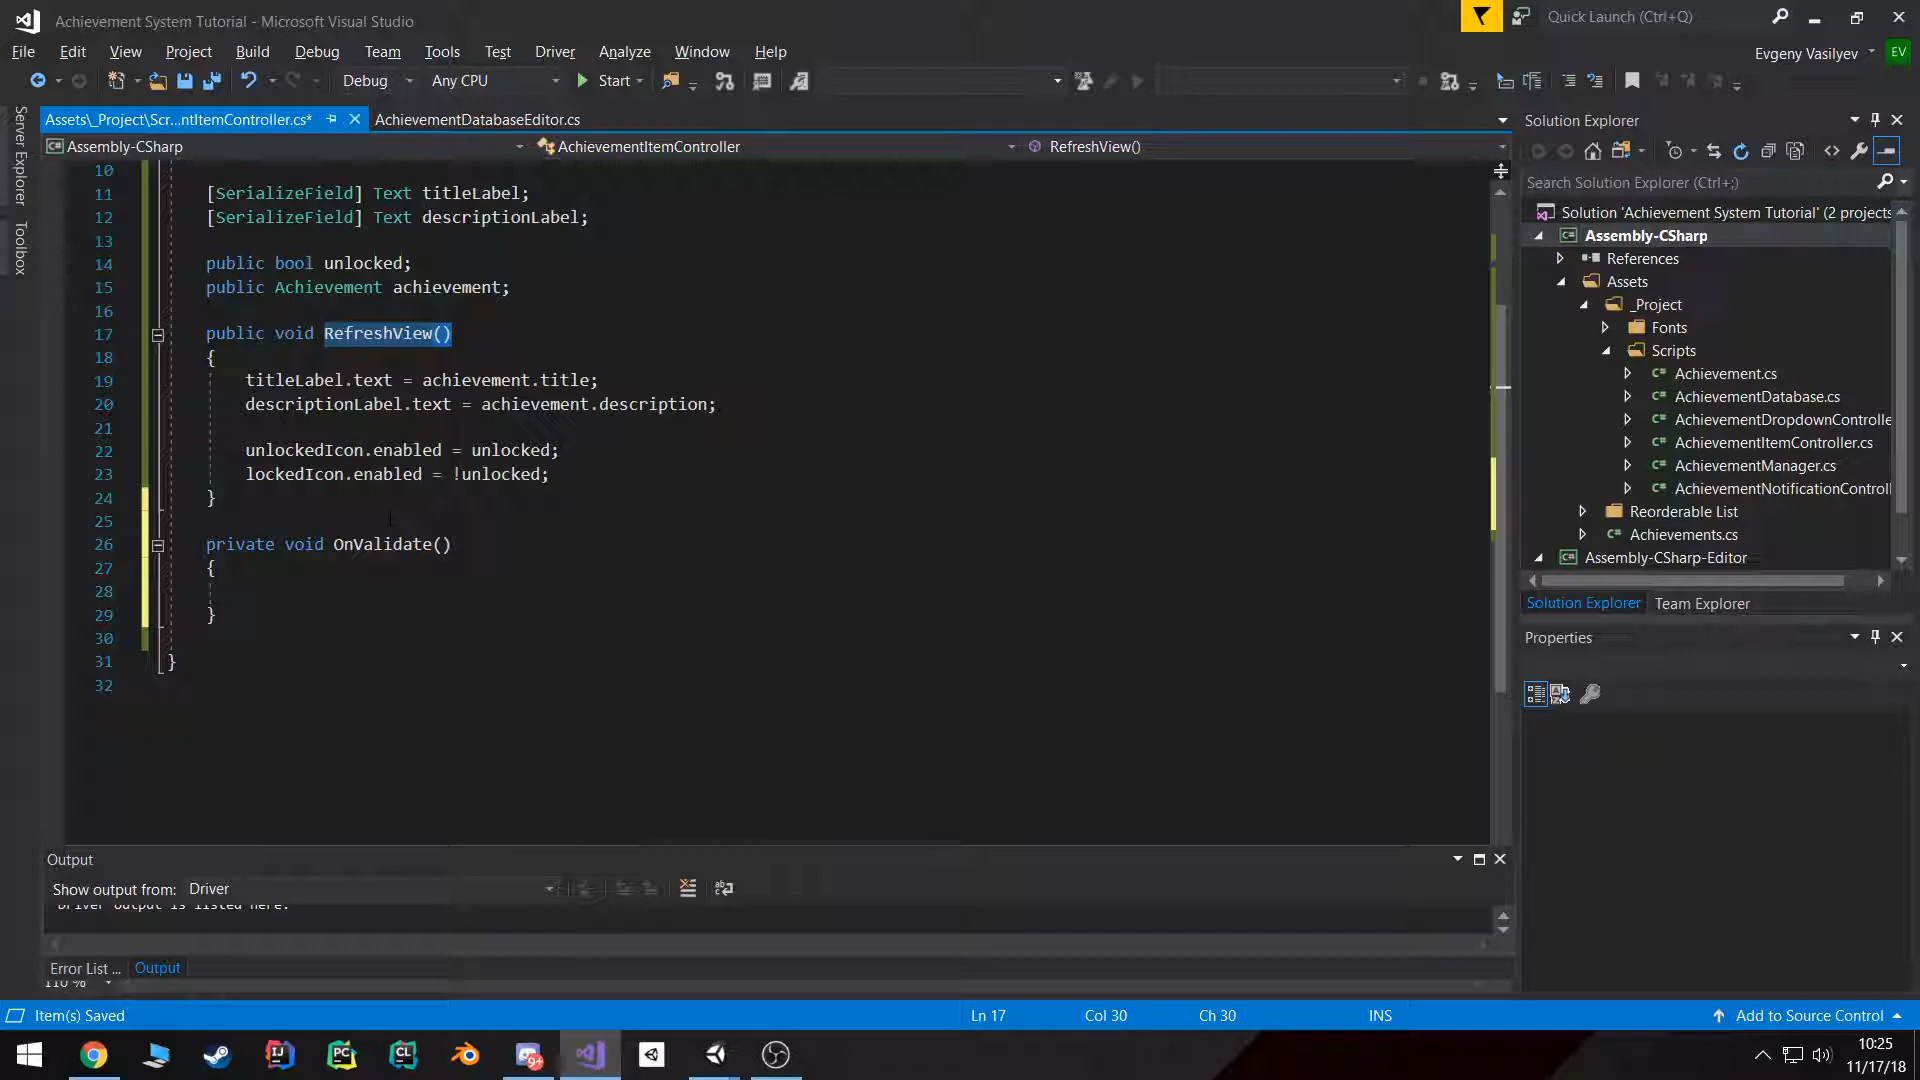 Achievement System Tutorial - Microsoft Visual Studio
Quick Launch (Ctrl+Q)
File Edit View Project Build Debug Team Tools Test Driver Analyze Window Help
Evgeny Vasilyev EV
Debug Any CPU Start
Server Explorer
Toolbox
Assets\_Project\Scr...ntItemController.cs* AchievementDatabaseEditor.cs
Assembly-CSharp AchievementItemController RefreshView()
10
11 [SerializeField] Text titleLabel;
12 [SerializeField] Text descriptionLabel;
13
14 public bool unlocked;
15 public Achievement achievement;
16
17 public void RefreshView()
18 {
19 titleLabel.text = achievement.title;
20 descriptionLabel.text = achievement.description;
21
22 unlockedIcon.enabled = unlocked;
23 lockedIcon.enabled = !unlocked;
24 }
25
26 private void OnValidate()
27 {
28
29 }
30
31 }
32
Solution Explorer
Search Solution Explorer (Ctrl+;)
Solution 'Achievement System Tutorial' (2 projects
Assembly-CSharp
References
Assets
_Project
Fonts
Scripts
Achievement.cs
AchievementDatabase.cs
AchievementDropdownControlle
AchievementItemController.cs
AchievementManager.cs
AchievementNotificationControll
Reorderable List
Achievements.cs
Assembly-CSharp-Editor
Solution Explorer Team Explorer
Properties
Output
Show output from: Driver
Driver output is listed here.
Error List ... Output
110 %
Item(s) Saved Ln 17 Col 30 Ch 30 INS Add to Source Control
10:25
11/17/18